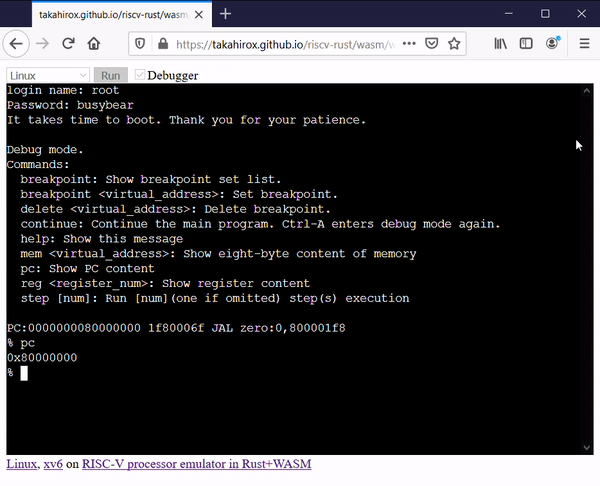 takahirox.github.io/riscv-rust/wasm/
https://takahirox.github.io/riscv-rust/wasm/w
Linux
Run
Debugger
login name: root
Password: busybear
It takes time to boot. Thank you for your patience.
Debug mode.
Commands:
breakpoint: Show breakpoint set list.
breakpoint <virtual_address>: Set breakpoint.
delete <virtual_address>: Delete breakpoint.
continue: Continue the main program. Ctrl-A enters debug mode again.
help: Show this message
mem <virtual_address>: Show eight-byte content of memory
pc: Show PC content
reg <register_num>: Show register content
step [num]: Run [num](one if omitted) step(s) execution
PC:0000000080000000 1f80006f JAL zero:0,800001f8
% pc
0x80000000
%
Linux, xv6 on RISC-V processor emulator in Rust+WASM